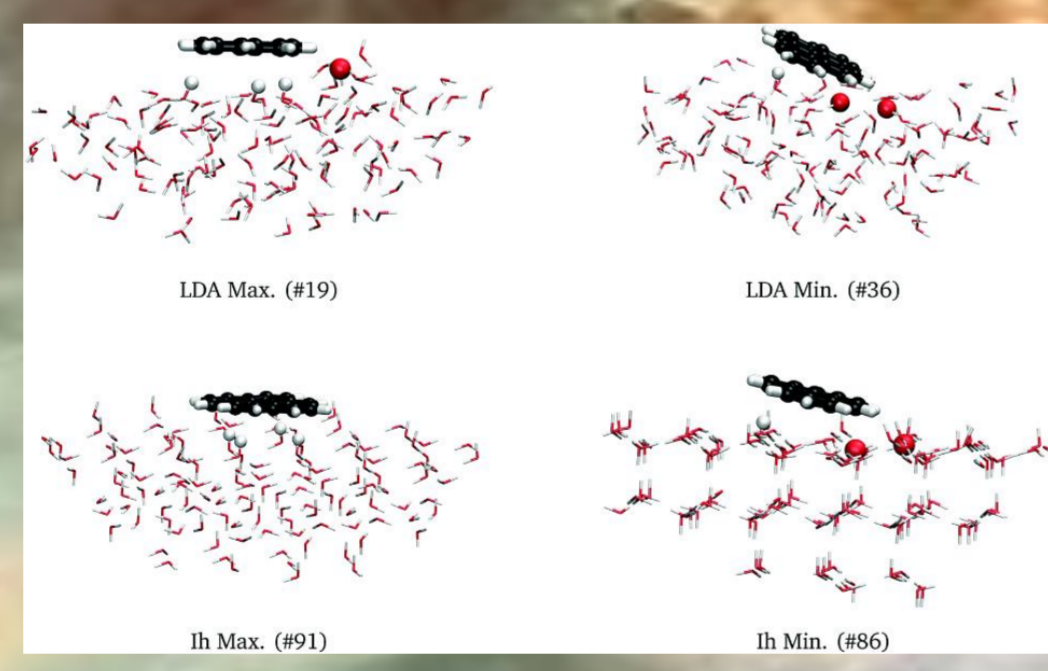 LDA Max. (#19)
LDA Min. (#36)
Ih Max. (#91)
Ih Min. (#86)